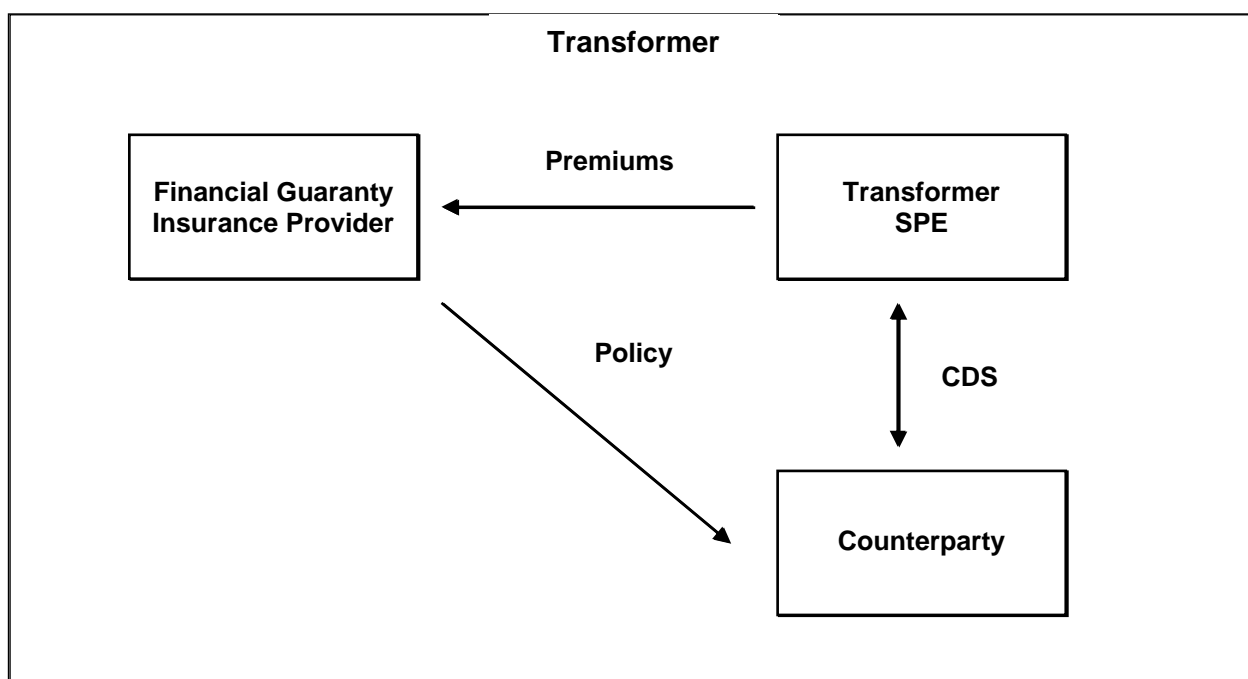 Transformer
Financial Guaranty
Insurance Provider
Premiums
Transformer
SPE
Policy
CDS
Counterparty